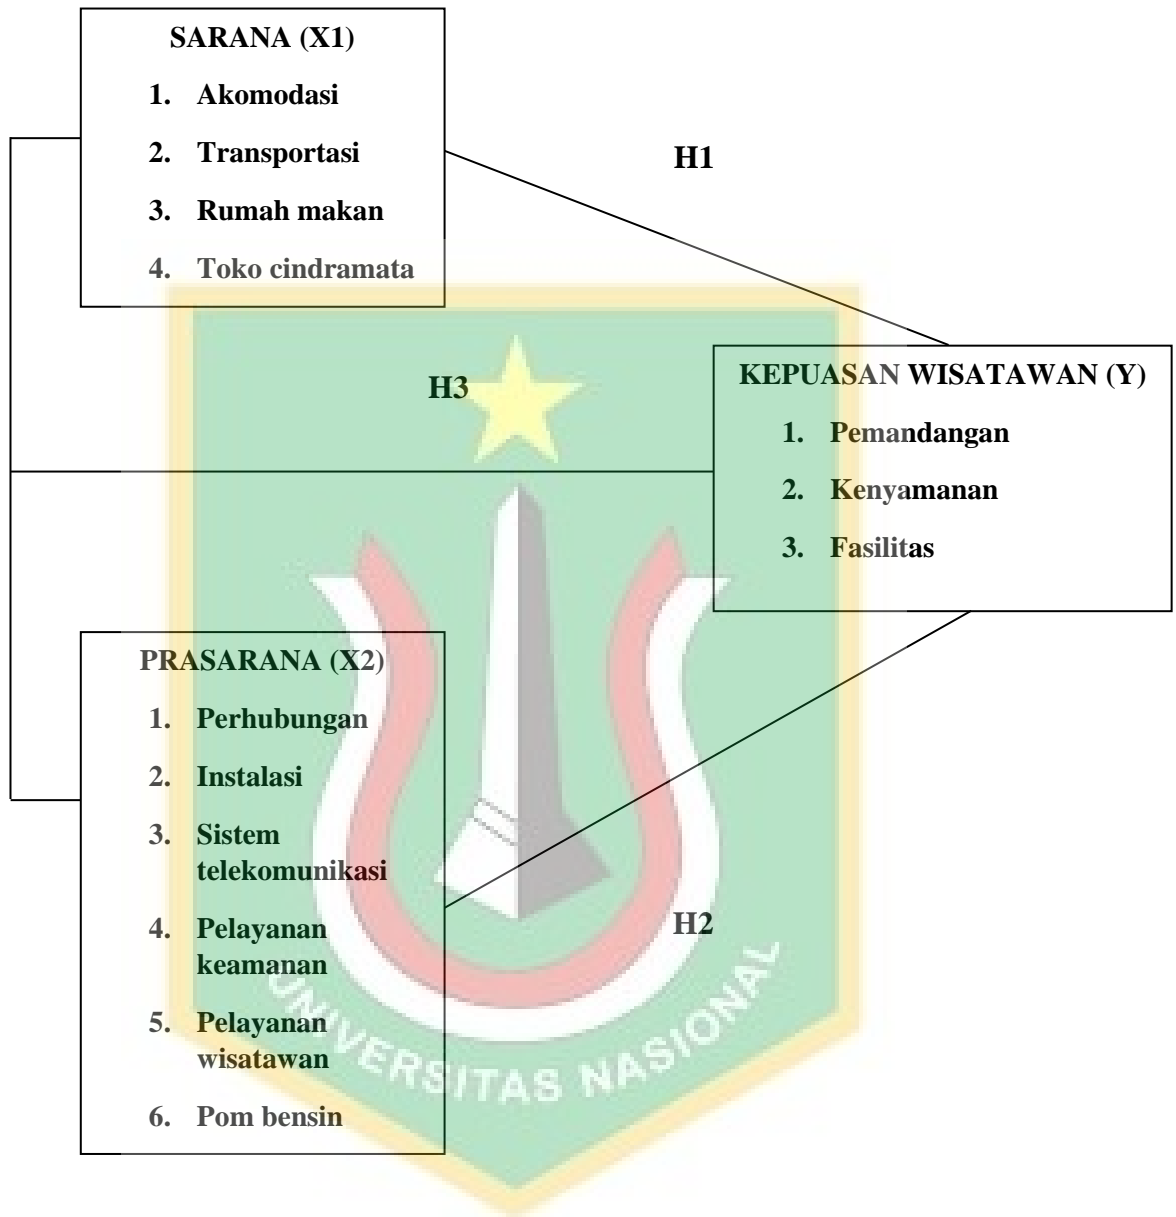 SARANA (X1)
1. Akomodasi
2. Transportasi
3. Rumah makan
4. Toko cindramata
H1
H3
KEPUASAN WISATAWAN (Y)
1. Pemandangan
2. Kenyamanan
3. Fasilitas
PRASARANA (X2)
1. Perhubungan
2. Instalasi
3. Sistem
telekomunikasi
4. Pelayanan
keamanan
5. Pelayanan
wisatawan
6. Pom bensin
H2
UNIVERSITAS NASIONAL